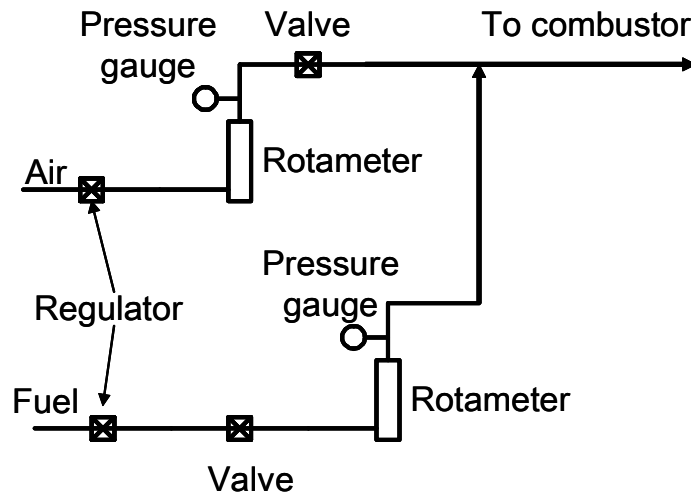 Pressure
gauge
Valve
To combustor
Rotameter
Air
Pressure
gauge
Regulator
Rotameter
Fuel
Valve